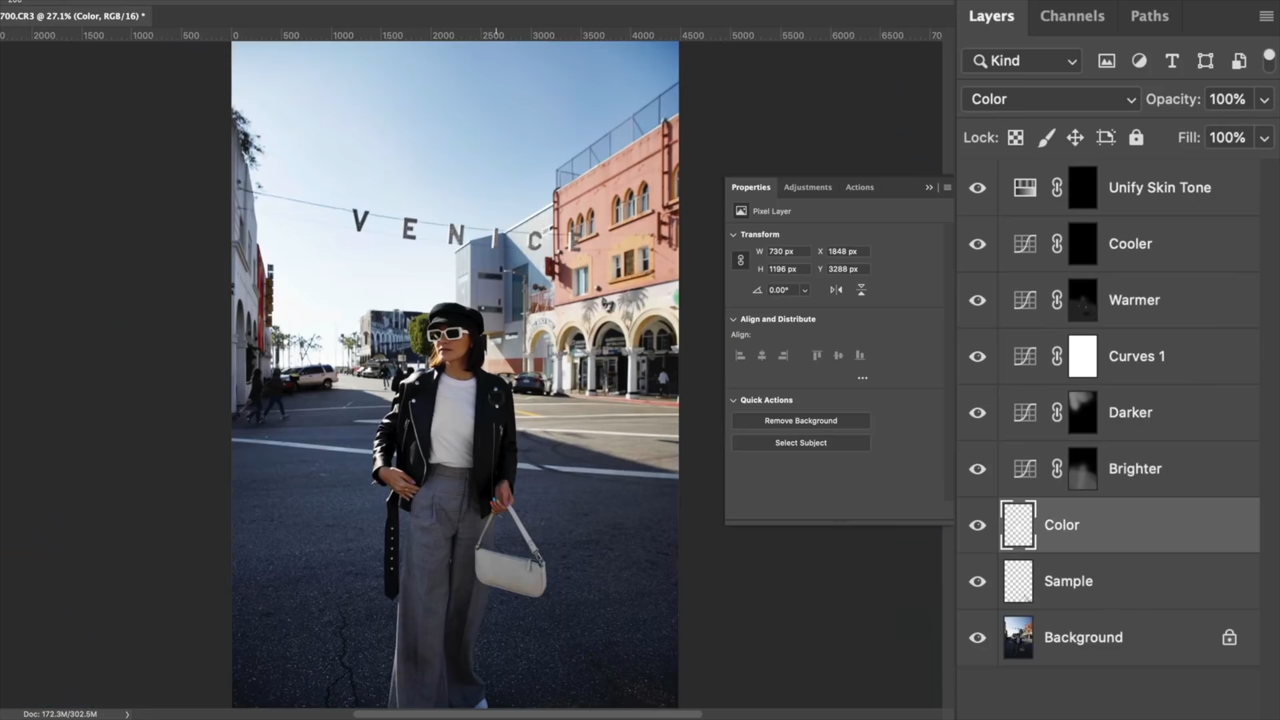 700.CR3 @ 27.1% (Color, RGB/16) *
0 2000 1500 1000 500 0 500 1000 1500 2000 2500 3000 3500 4000 4500 5000 5500 6000 6500 70
VENICE
Properties Adjustments Actions
Pixel Layer
Transform
W 730 px X 1848 px
H 1196 px Y 3288 px
0.00°
Align and Distribute
Align:
Quick Actions
Remove Background
Select Subject
Layers Channels Paths
Kind
Color Opacity: 100%
Lock: Fill: 100%
Unify Skin Tone
Cooler
Warmer
Curves 1
Darker
Brighter
Color
Sample
Background
Doc: 172.3M/302.5M